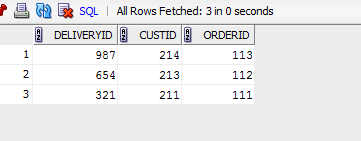 SQL | All Rows Fetched: 3 in 0 seconds
DELIVERYID CUSTID ORDERID
1 987 214 113
2 654 213 112
3 321 211 111